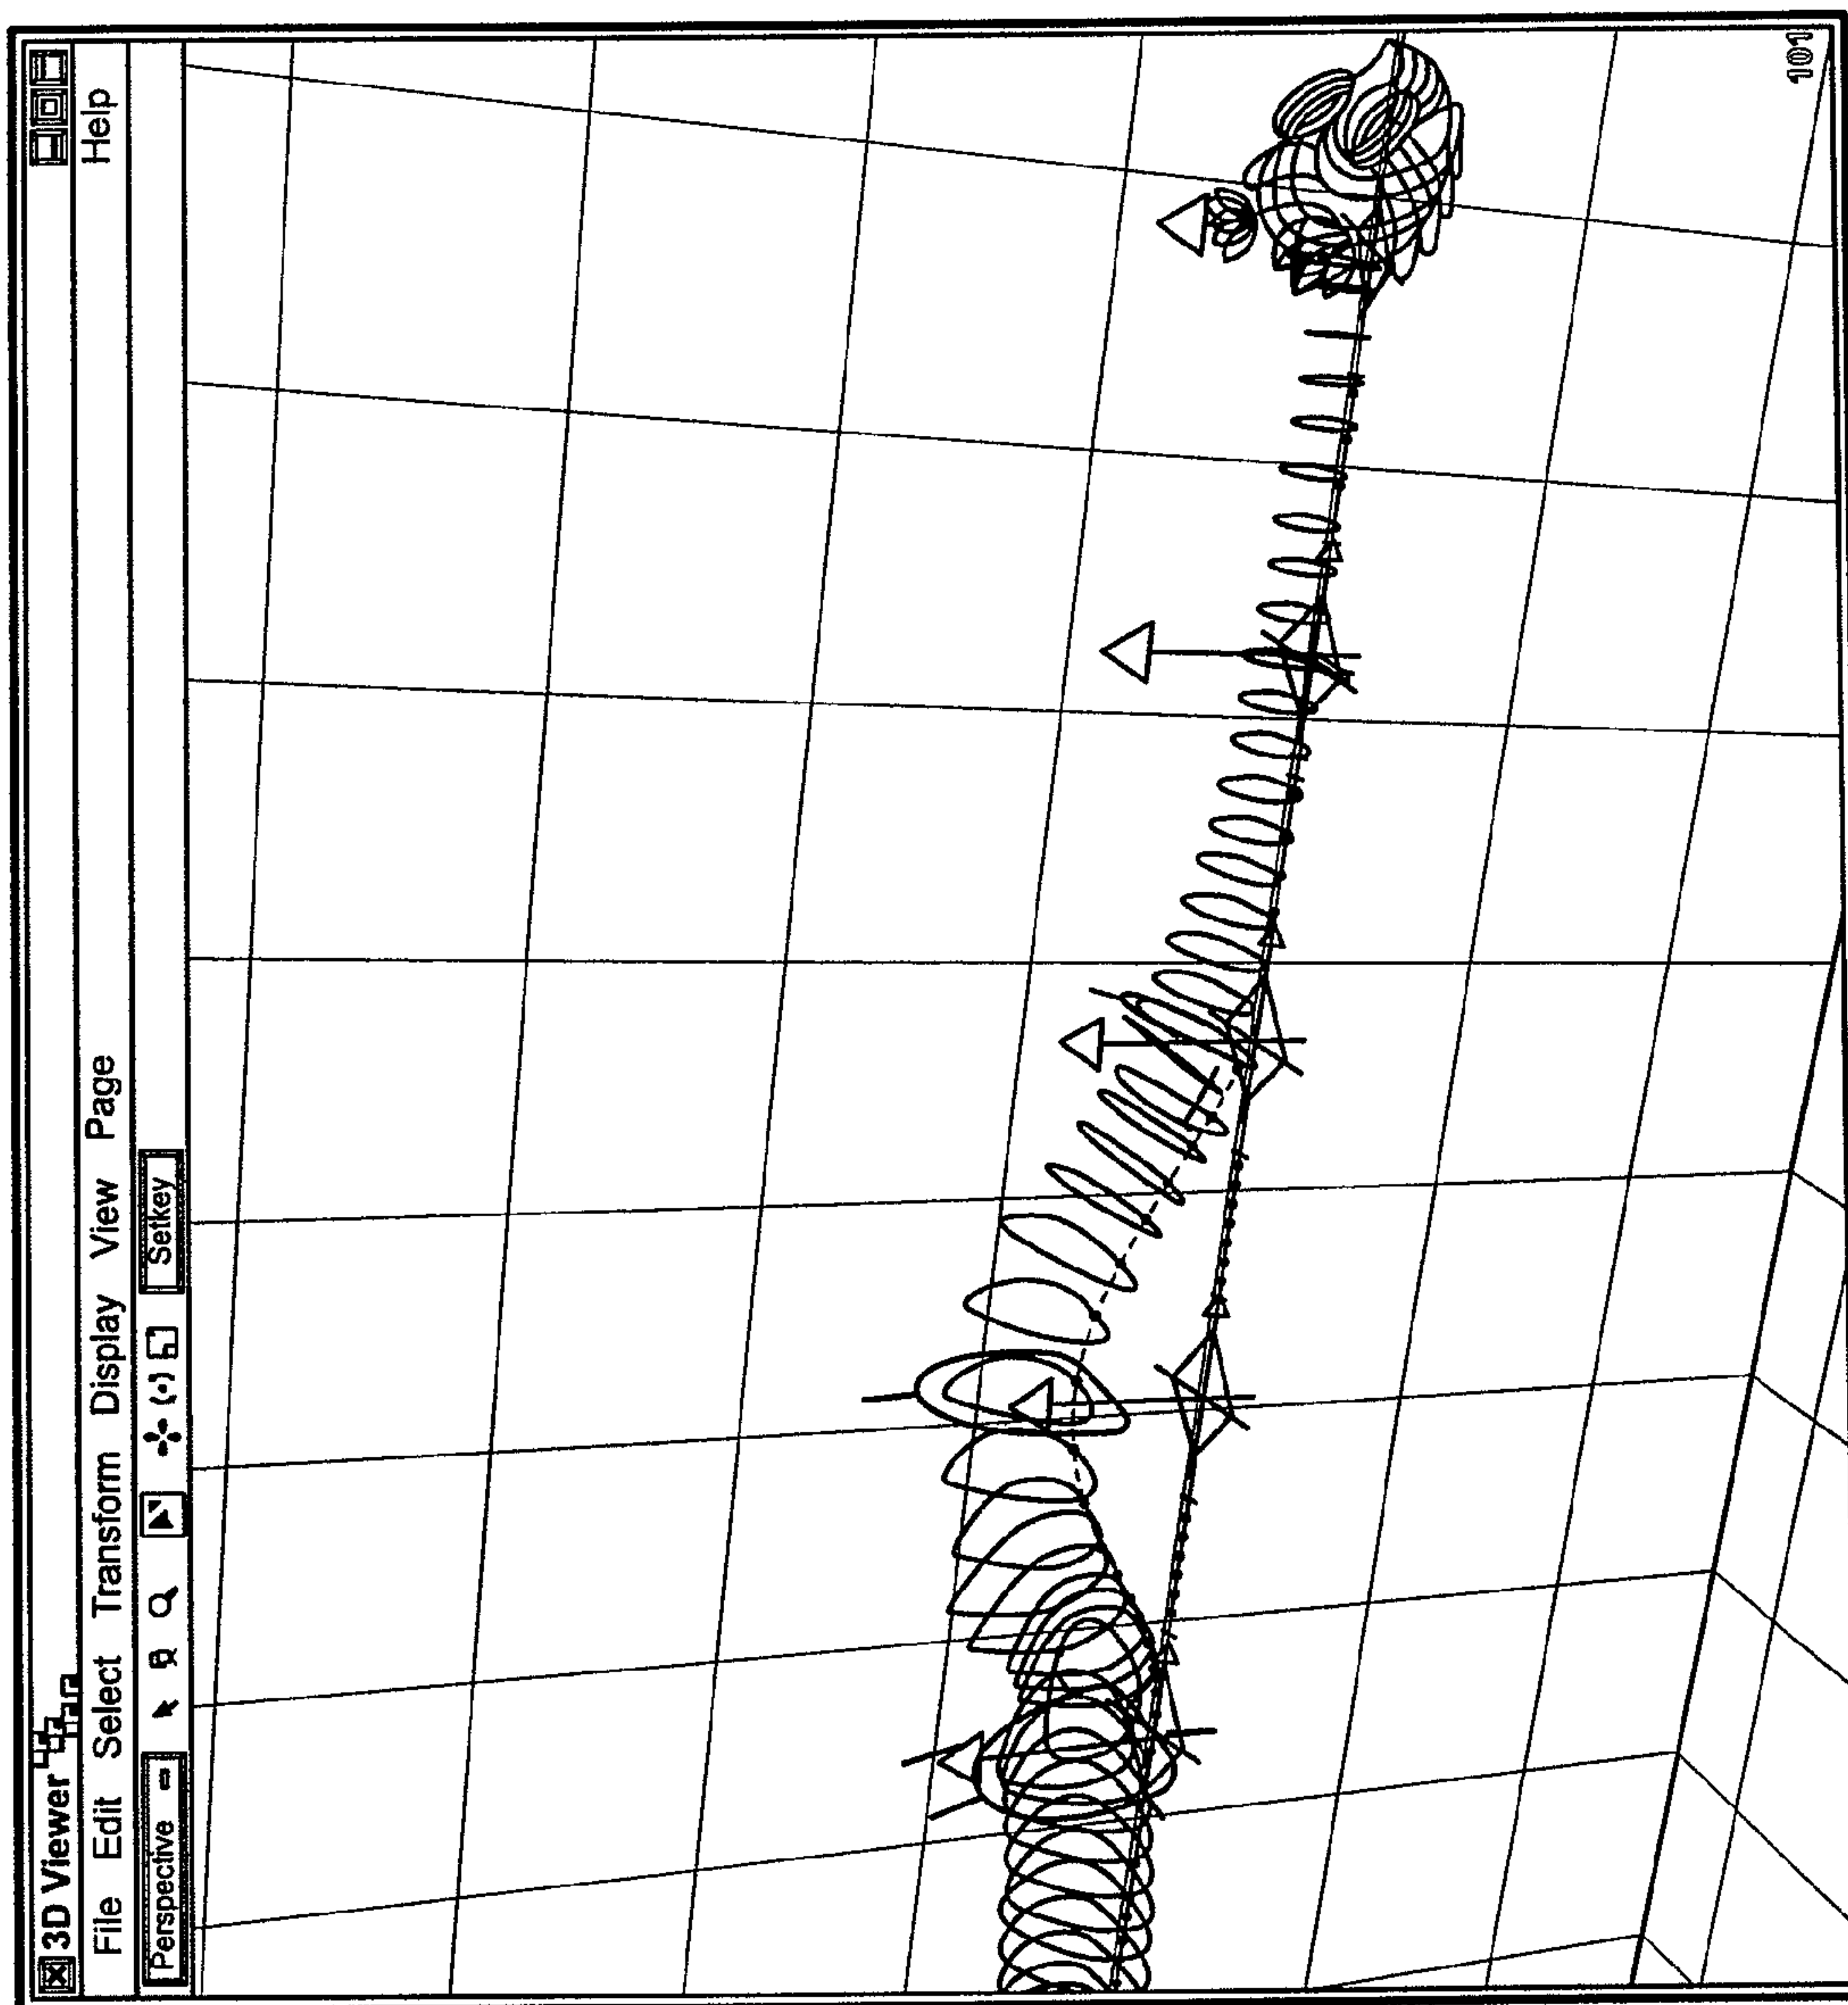 3D Viewer
File Edit Select Transform Display View Page Help
Perspective Setkey
101